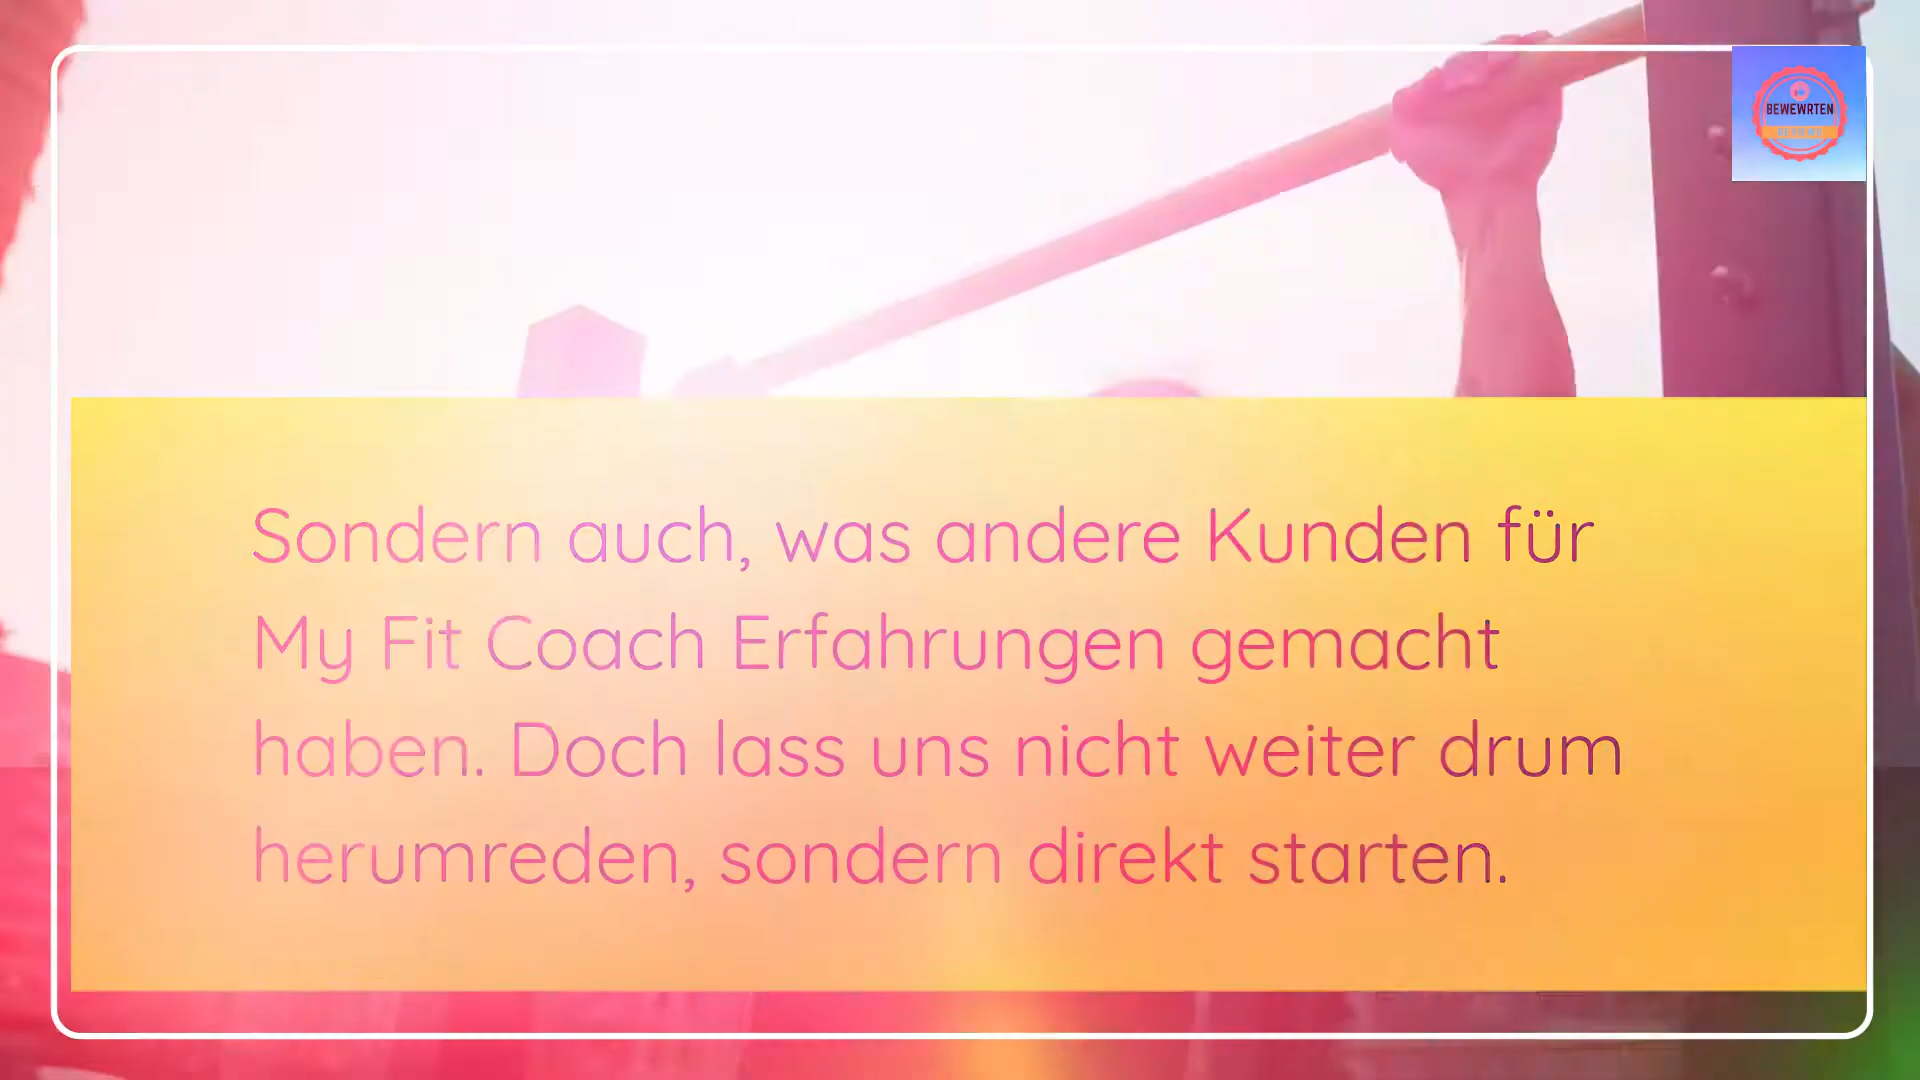 BEWEWRTEN
Sondern auch, was andere Kunden für
My Fit Coach Erfahrungen gemacht
haben. Doch lass uns nicht weiter drum
herumreden, sondern direkt starten.